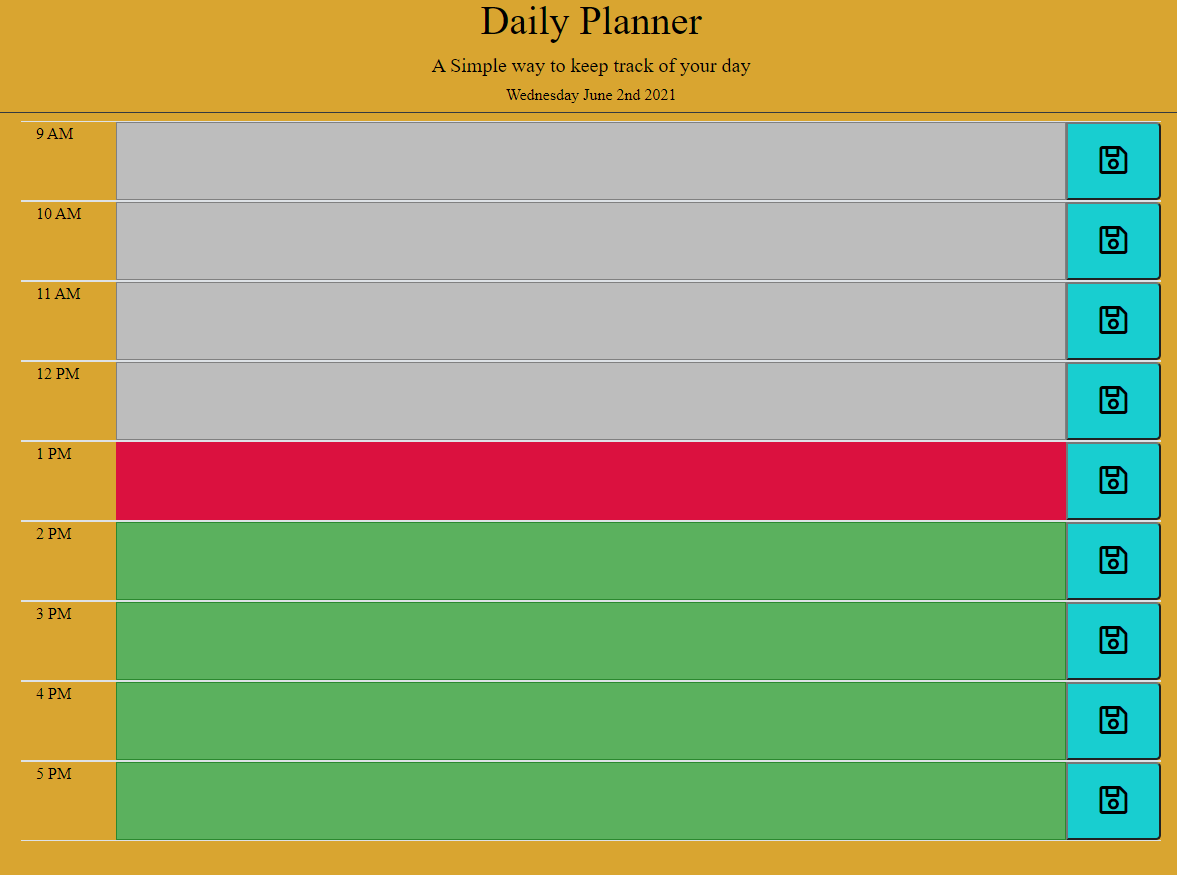 Daily Planner
A Simple way to keep track of your day
Wednesday June 2nd 2021
9 AM
10 AM
11 AM
12 PM
1 PM
2 PM
3 PM
4 PM
5 PM